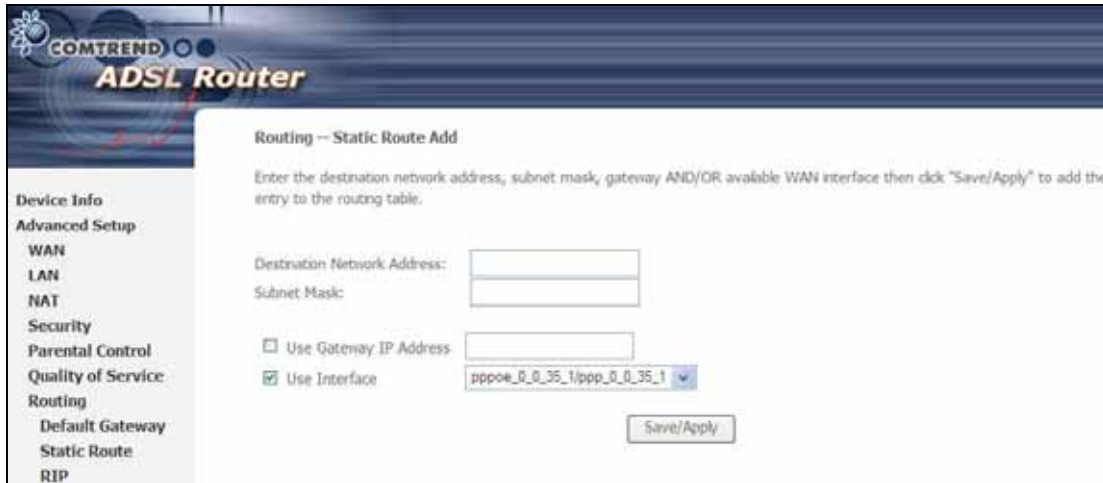 COMTREND
ADSL Router
Device Info
Advanced Setup
WAN
LAN
NAT
Security
Parental Control
Quality of Service
Routing
Default Gateway
Static Route
RIP
Routing -- Static Route Add
Enter the destination network address, subnet mask, gateway AND/OR available WAN interface then click "Save/Apply" to add the
entry to the routing table.
Destination Network Address:
Subnet Mask:
Use Gateway IP Address
Use Interface pppoe_0_0_35_1/ppp_0_0_35_1
Save/Apply